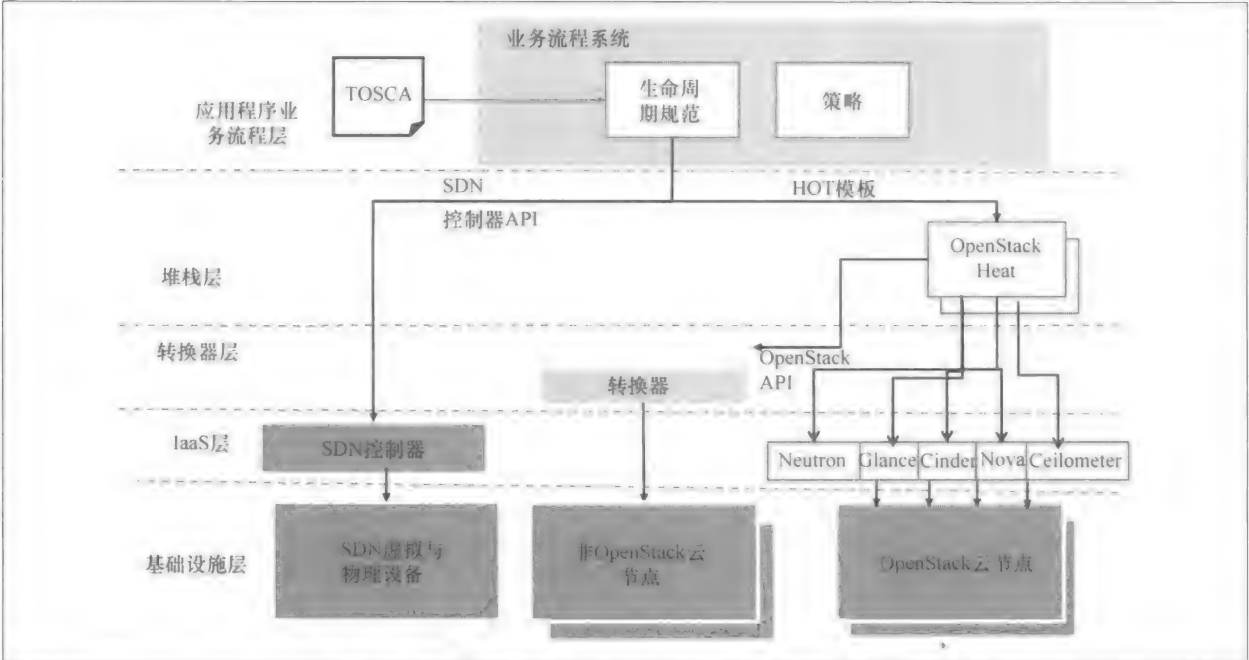 业务流程系统
TOSCA
生命周
期规范
策略
应用程序业
务流程层
SDN
控制器API
HOT模板
OpenStack
Heat
堆栈层
转换器层
OpenStack
API
转换器
IaaS层
SDN控制器
Neutron
Glance
Cinder
Nova
Ceilometer
基础设施层
SDN虚拟与
物理设备
非OpenStack云
节点
OpenStack云节点